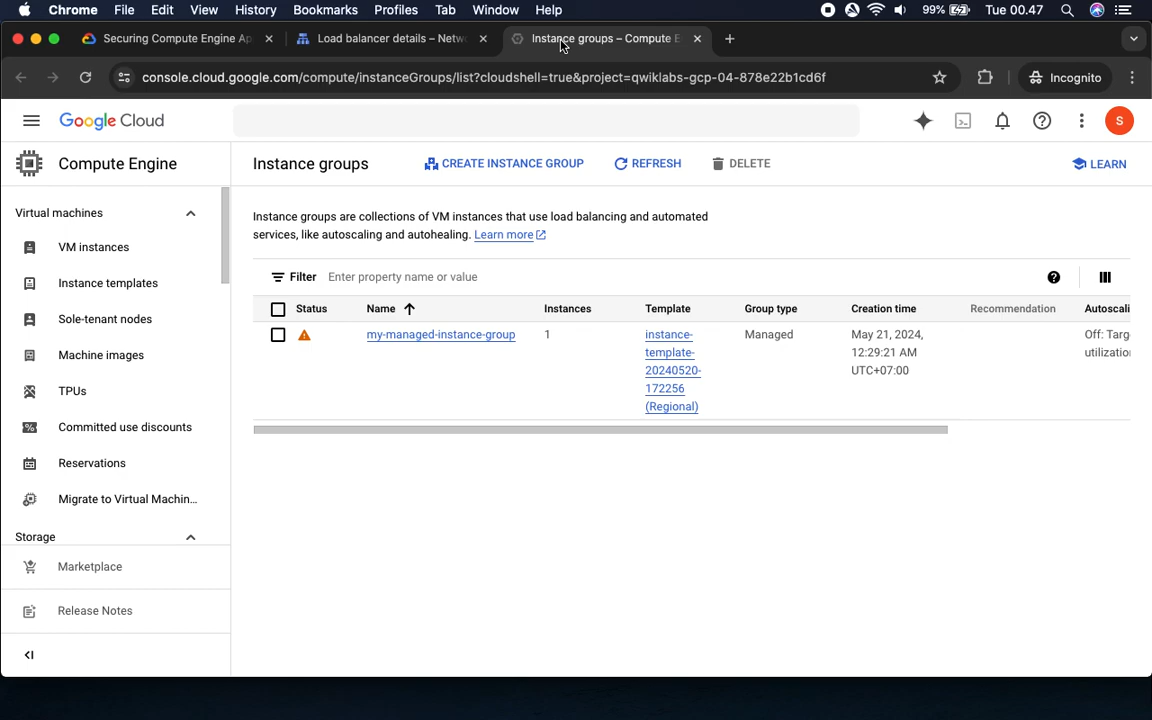 Chrome File Edit View History Bookmarks Profiles Tab Window Help 99% Tue 00.47
Securing Compute Engine Ap Load balancer details – Netw Instance groups – Compute E
console.cloud.google.com/compute/instanceGroups/list?cloudshell=true&project=qwiklabs-gcp-04-878e22b1cd6f Incognito
Google Cloud S
Compute Engine
Virtual machines
VM instances
Instance templates
Sole-tenant nodes
Machine images
TPUs
Committed use discounts
Reservations
Migrate to Virtual Machin...
Storage
Marketplace
Release Notes
Instance groups CREATE INSTANCE GROUP REFRESH DELETE LEARN
Instance groups are collections of VM instances that use load balancing and automated
services, like autoscaling and autohealing. Learn more
Filter Enter property name or value
Status Name Instances Template Group type Creation time Recommendation Autoscali
my-managed-instance-group 1 instance- Managed May 21, 2024, Off: Targ
template- 12:29:21 AM utilization
20240520- UTC+07:00
172256
(Regional)